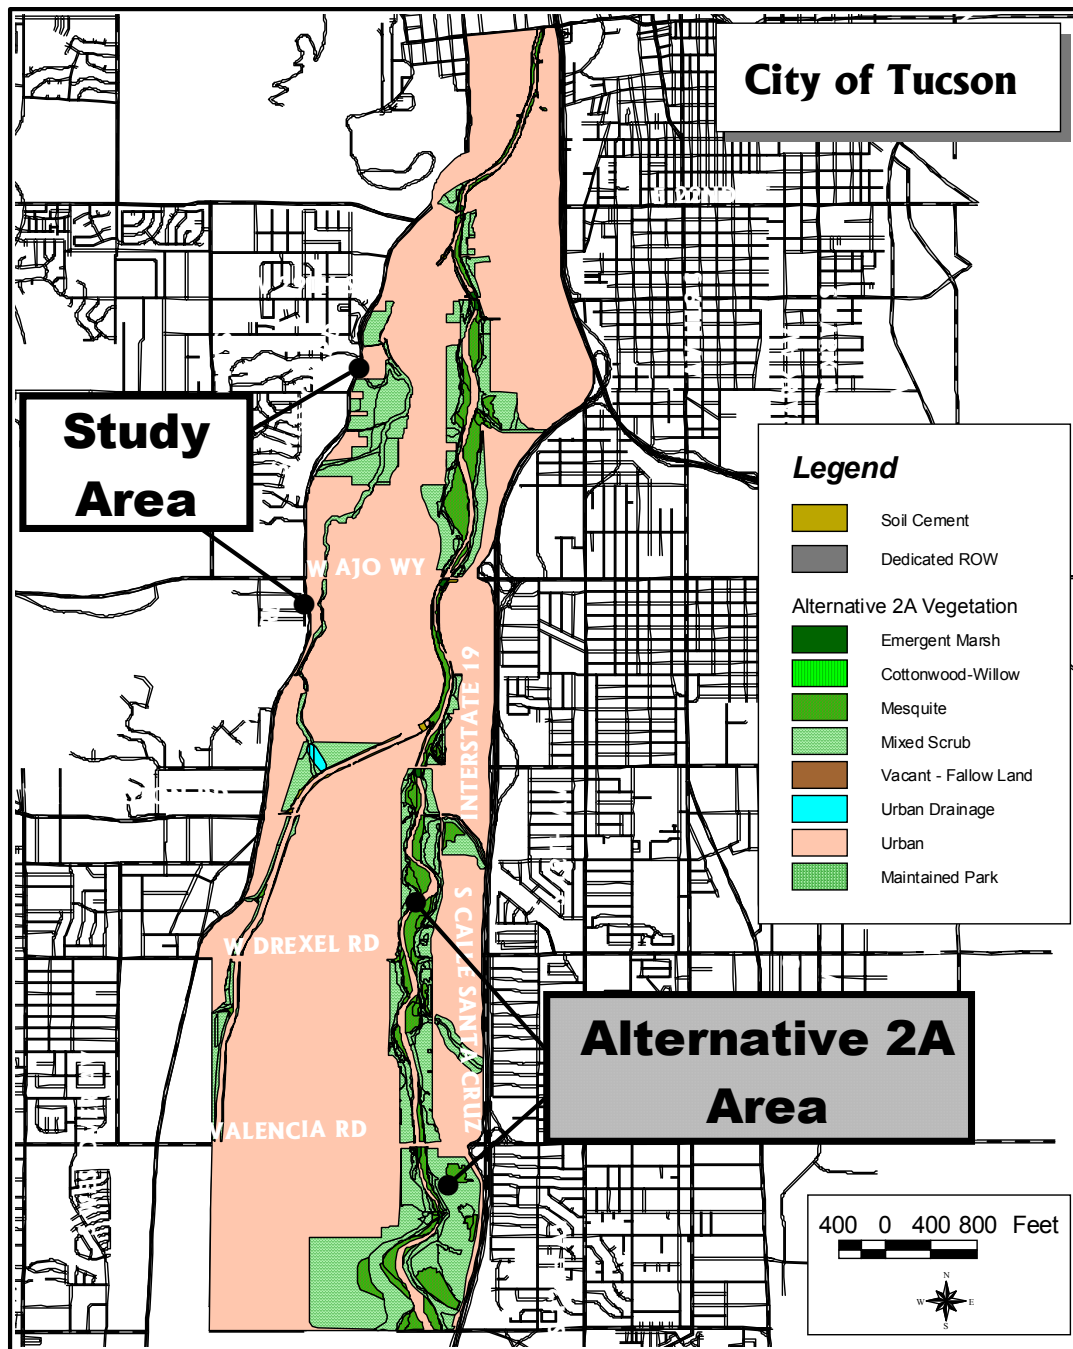 City of Tucson
E 22ND
Study
Area
W AJO WY
INTERSTATE 19
Legend
Soil Cement
Dedicated ROW
Alternative 2A Vegetation
Emergent Marsh
Cottonwood-Willow
Mesquite
Mixed Scrub
Vacant - Fallow Land
Urban Drainage
Urban
Maintained Park
W DREXEL RD
S CALLE SANTA CRUZ
Alternative 2A
Area
VALENCIA RD
400 0 400 800 Feet
N
W E
S